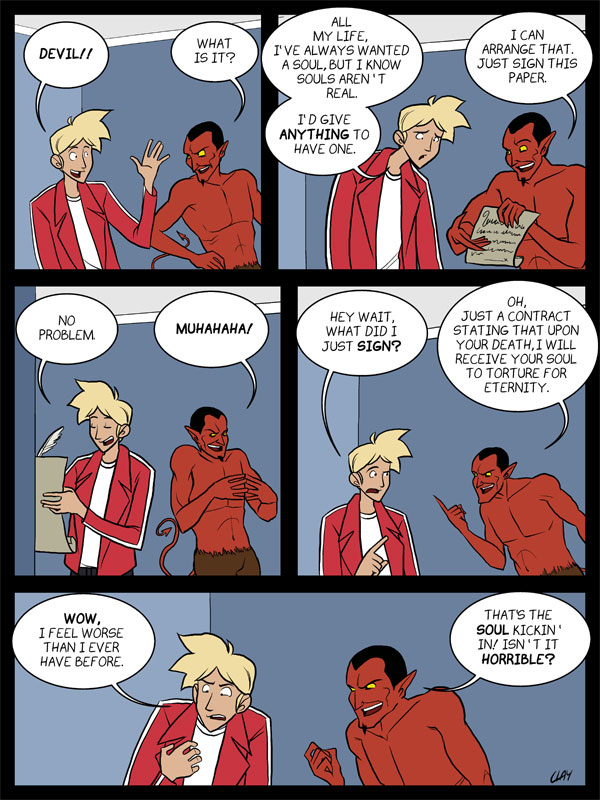 DEVIL!!
WHAT
IS IT?
ALL
MY LIFE,
I'VE ALWAYS WANTED
A SOUL, BUT I KNOW
SOULS AREN'T
REAL.
I'D GIVE
ANYTHING TO
HAVE ONE.
I CAN
ARRANGE THAT.
JUST SIGN THIS
PAPER.
NO
PROBLEM.
MUHAHAHA!
HEY WAIT,
WHAT DID I
JUST SIGN?
OH,
JUST A CONTRACT
STATING THAT UPON
YOUR DEATH, I WILL
RECEIVE YOUR SOUL
TO TORTURE FOR
ETERNITY.
WOW,
I FEEL WORSE
THAN I EVER
HAVE BEFORE.
THAT'S THE
SOUL KICKIN'
IN! ISN'T IT
HORRIBLE?
CLAY